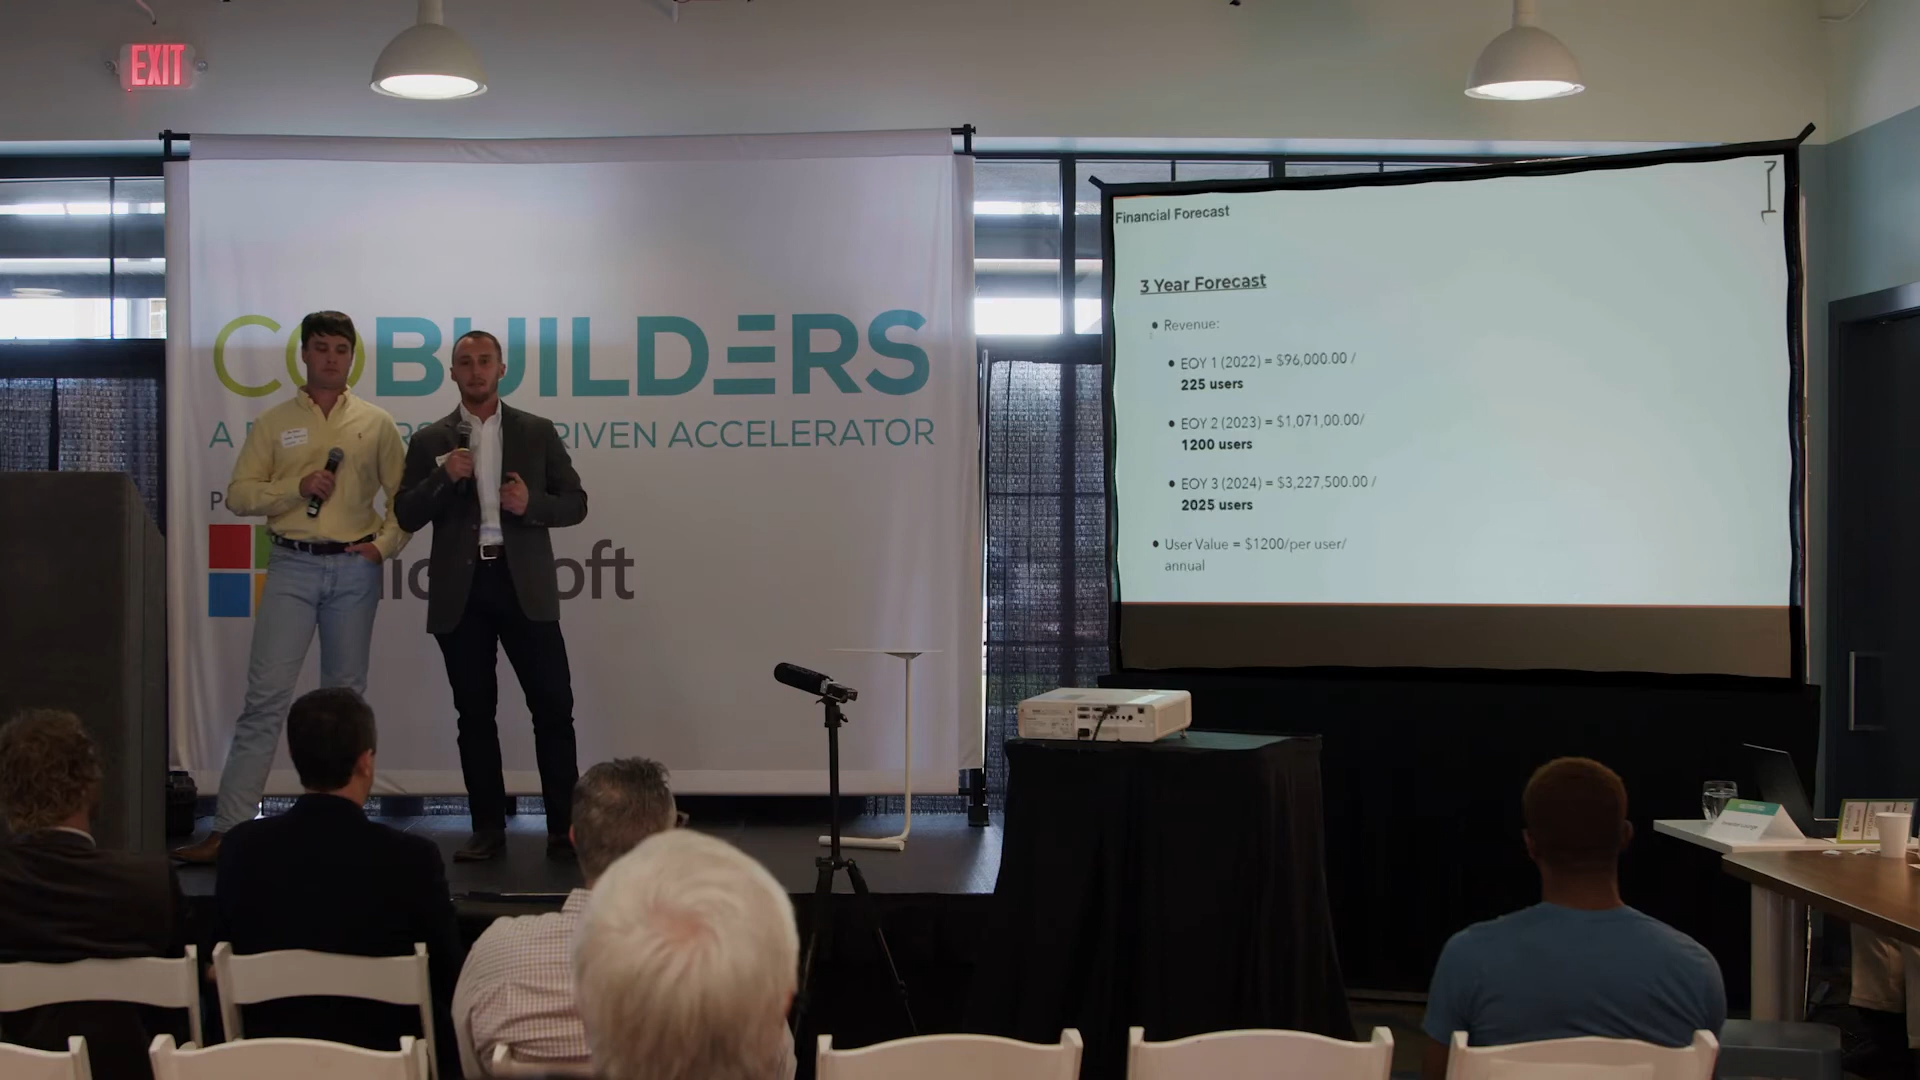 EXIT
COBUILDERS
A DRIVEN ACCELERATOR
Financial Forecast
3 Year Forecast
• Revenue:
• EOY 1 (2022) = $96,000.00 /
225 users
• EOY 2 (2023) = $1,071,00.00/
1200 users
• EOY 3 (2024) = $3,227,500.00 /
2025 users
• User Value = $1200/per user/
annual